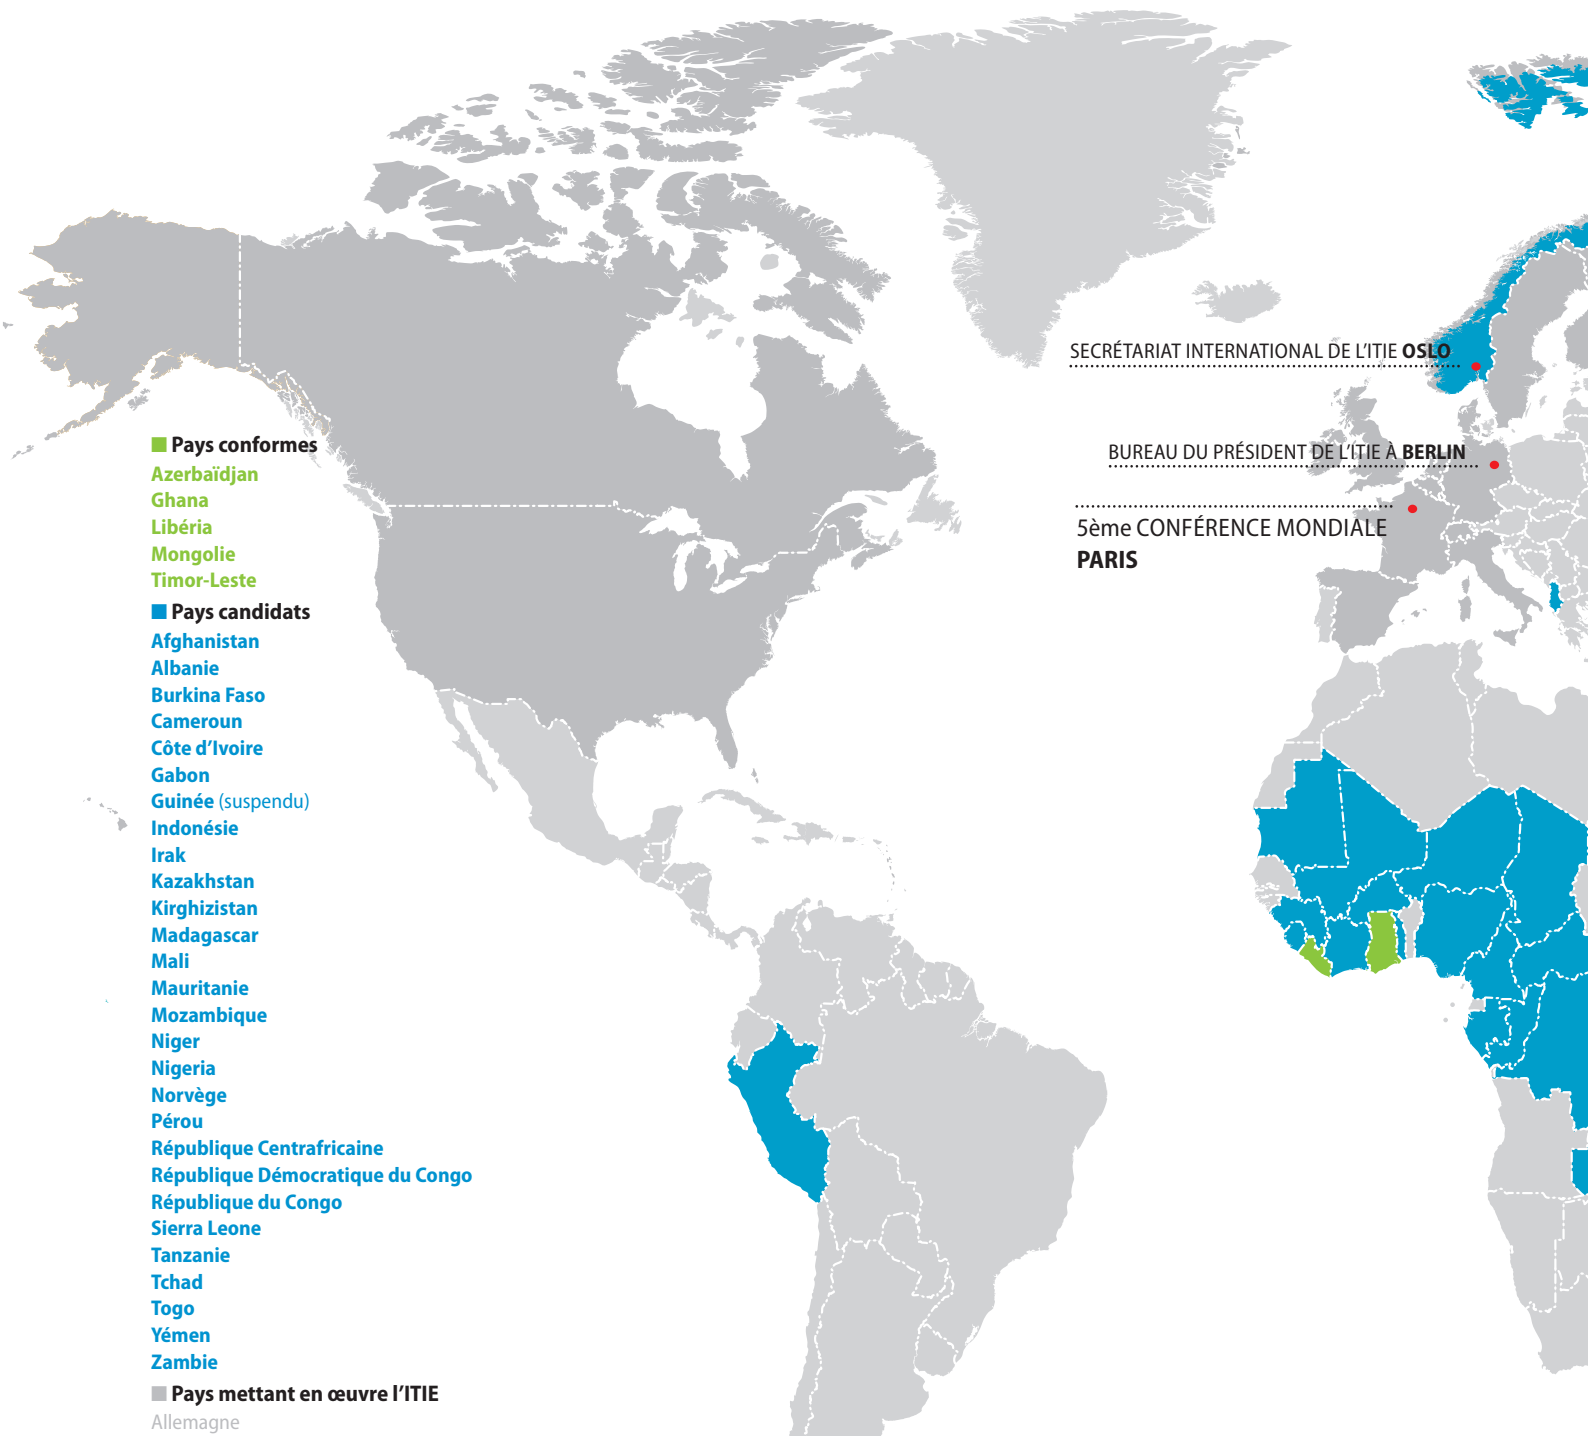 SECRÉTARIAT INTERNATIONAL DE L'ITIE OSLO
BUREAU DU PRÉSIDENT DE L'ITIE À BERLIN
5ème CONFÉRENCE MONDIALE
PARIS
Pays conformes
Azerbaïdjan
Ghana
Libéria
Mongolie
Timor-Leste
Pays candidats
Afghanistan
Albanie
Burkina Faso
Cameroun
Côte d'Ivoire
Gabon
Guinée (suspendu)
Indonésie
Irak
Kazakhstan
Kirghizistan
Madagascar
Mali
Mauritanie
Mozambique
Niger
Nigeria
Norvège
Pérou
République Centrafricaine
République Démocratique du Congo
République du Congo
Sierra Leone
Tanzanie
Tchad
Togo
Yémen
Zambie
Pays mettant en œuvre l'ITIE
Allemagne